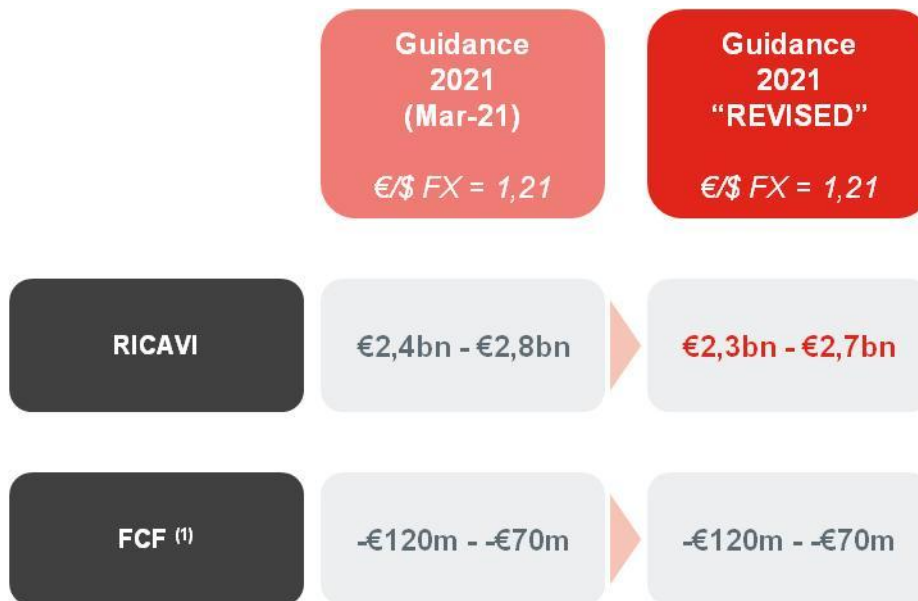 Guidance
2021
(Mar-21)
€/$ FX = 1,21
Guidance
2021
“REVISED”
€/$ FX = 1,21
RICAVI
€2,4bn - €2,8bn
€2,3bn - €2,7bn
FCF (1)
-€120m - -€70m
-€120m - -€70m